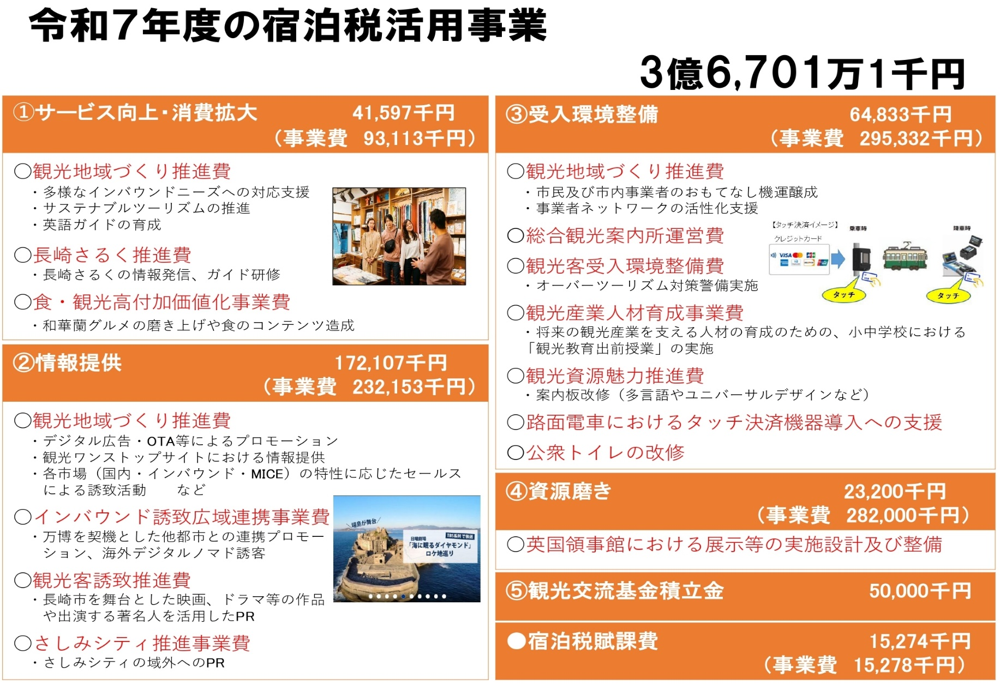 令和７年度の宿泊税活用事業
3億6,701万1千円
①サービス向上・消費拡大 41,597千円
（事業費 93,113千円）
〇観光地域づくり推進費
・多様なインバウンドニーズへの対応支援
・サステナブルツーリズムの推進
・英語ガイドの育成
〇長崎さるく推進費
・長崎さるくの情報発信、ガイド研修
〇食・観光高付加価値化事業費
・和華蘭グルメの磨き上げや食のコンテンツ造成
②情報提供 172,107千円
（事業費 232,153千円）
〇観光地域づくり推進費
・デジタル広告・OTA等によるプロモーション
・観光ワンストップサイトにおける情報提供
・各市場（国内・インバウンド・MICE）の特性に応じたセールス
による誘致活動 など
〇インバウンド誘致広域連携事業費
・万博を契機とした他都市との連携プロモー
ション、海外デジタルノマド誘客
〇観光客誘致推進費
・長崎市を舞台とした映画、ドラマ等の作品
や出演する著名人を活用したPR
〇さしみシティ推進事業費
・さしみシティの域外へのPR
端島が舞台
TBS系列で放送
日曜劇場
「海に眠るダイヤモンド」
ロケ地巡り
③受入環境整備 64,833千円
（事業費 295,332千円）
〇観光地域づくり推進費
・市民及び市内事業者のおもてなし機運醸成
・事業者ネットワークの活性化支援
〇総合観光案内所運営費
〇観光客受入環境整備費
・オーバーツーリズム対策警備実施
【タッチ決済イメージ】
クレジットカード
乗車時
降車時
VISA
JCB
タッチ
タッチ
〇観光産業人材育成事業費
・将来の観光産業を支える人材の育成のための、小中学校における
「観光教育出前授業」の実施
〇観光資源魅力推進費
・案内板改修（多言語やユニバーサルデザインなど）
〇路面電車におけるタッチ決済機器導入への支援
〇公衆トイレの改修
④資源磨き 23,200千円
（事業費 282,000千円）
〇英国領事館における展示等の実施設計及び整備
⑤観光交流基金積立金 50,000千円
●宿泊税賦課費 15,274千円
（事業費 15,278千円）